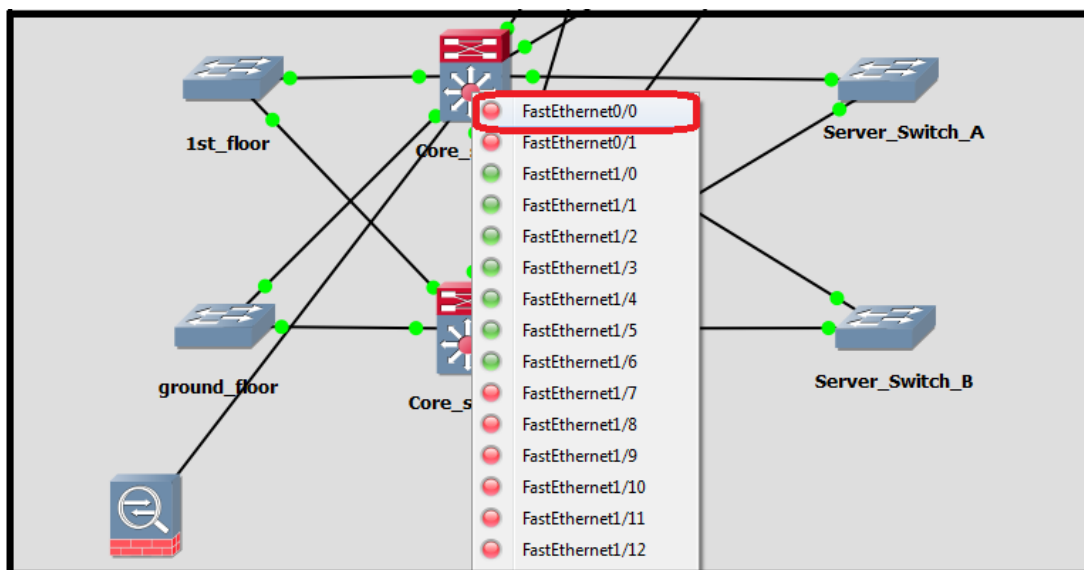 1st_floor
Core_s
Server_Switch_A
ground_floor
Core_s
Server_Switch_B
FastEthernet0/0
FastEthernet0/1
FastEthernet1/0
FastEthernet1/1
FastEthernet1/2
FastEthernet1/3
FastEthernet1/4
FastEthernet1/5
FastEthernet1/6
FastEthernet1/7
FastEthernet1/8
FastEthernet1/9
FastEthernet1/10
FastEthernet1/11
FastEthernet1/12